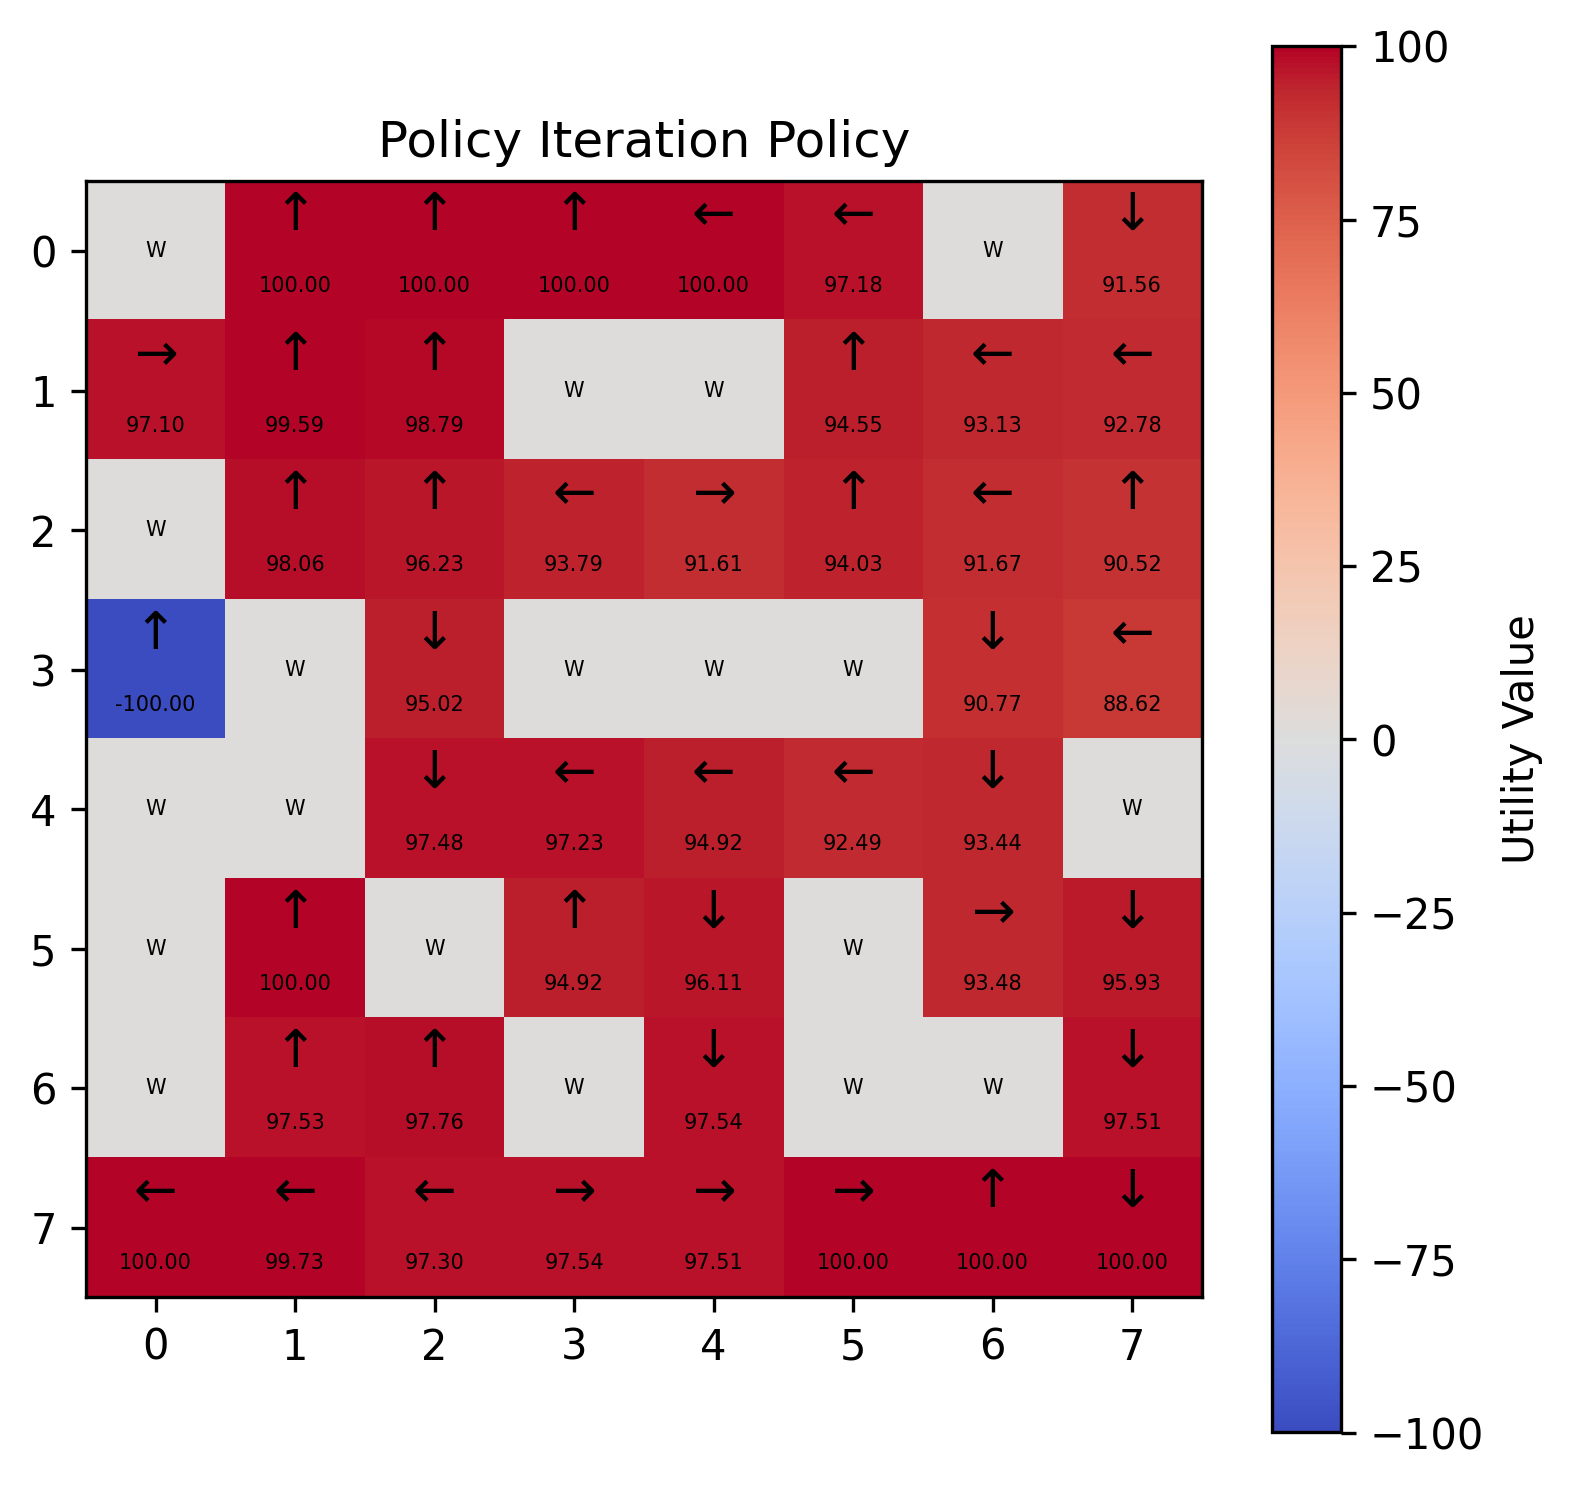 Policy Iteration Policy
0 W ↑ ↑ ↑ ← ← W ↓
100.00 100.00 100.00 100.00 97.18 91.56
1 → ↑ ↑ W W ↑ ← ←
97.10 99.59 98.79 94.55 93.13 92.78
2 W ↑ ↑ ← → ↑ ← ↑
98.06 96.23 93.79 91.61 94.03 91.67 90.52
3 ↑ W ↓ W W W ↓ ←
-100.00 95.02 90.77 88.62
4 W W ↓ ← ← ← ↓ W
97.48 97.23 94.92 92.49 93.44
5 W ↑ W ↑ ↓ W → ↓
100.00 94.92 96.11 93.48 95.93
6 W ↑ ↑ W ↓ W W ↓
97.53 97.76 97.54 97.51
7 ← ← ← → → → ↑ ↓
100.00 99.73 97.30 97.54 97.51 100.00 100.00 100.00
0 1 2 3 4 5 6 7
100
75
50
25
0
−25
−50
−75
−100
Utility Value